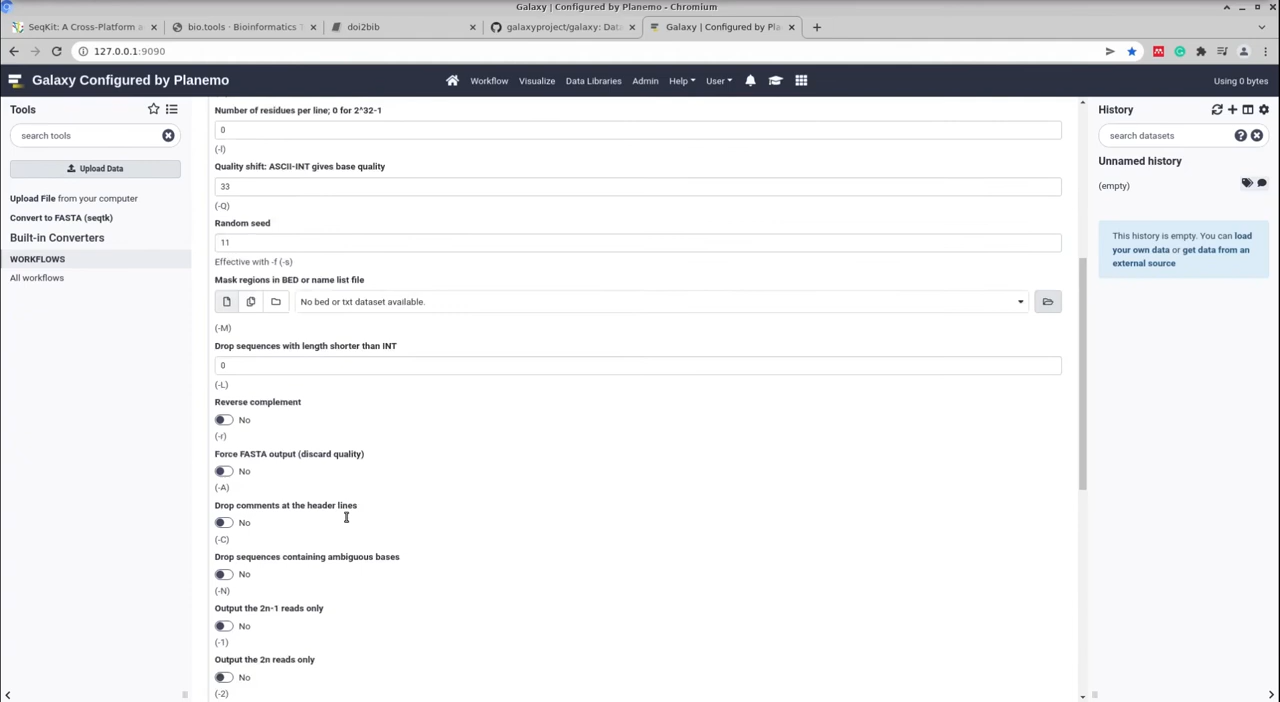 Galaxy | Configured by Planemo - Chromium
SeqKit: A Cross-Platform a
bio.tools · Bioinformatics T
doi2bib
galaxyproject/galaxy: Data
Galaxy | Configured by Pla
127.0.0.1:9090
Galaxy Configured by Planemo
Workflow Visualize Data Libraries Admin Help User
Using 0 bytes
Tools
search tools
Upload Data
Upload File from your computer
Convert to FASTA (seqtk)
Built-in Converters
WORKFLOWS
All workflows
Number of residues per line; 0 for 2^32-1
0
(-l)
Quality shift: ASCII-INT gives base quality
33
(-Q)
Random seed
11
Effective with -f (-s)
Mask regions in BED or name list file
No bed or txt dataset available.
(-M)
Drop sequences with length shorter than INT
0
(-L)
Reverse complement
No
(-r)
Force FASTA output (discard quality)
No
(-A)
Drop comments at the header lines
No
(-C)
Drop sequences containing ambiguous bases
No
(-N)
Output the 2n-1 reads only
No
(-1)
Output the 2n reads only
No
(-2)
History
search datasets
Unnamed history
(empty)
This history is empty. You can load
your own data or get data from an
external source